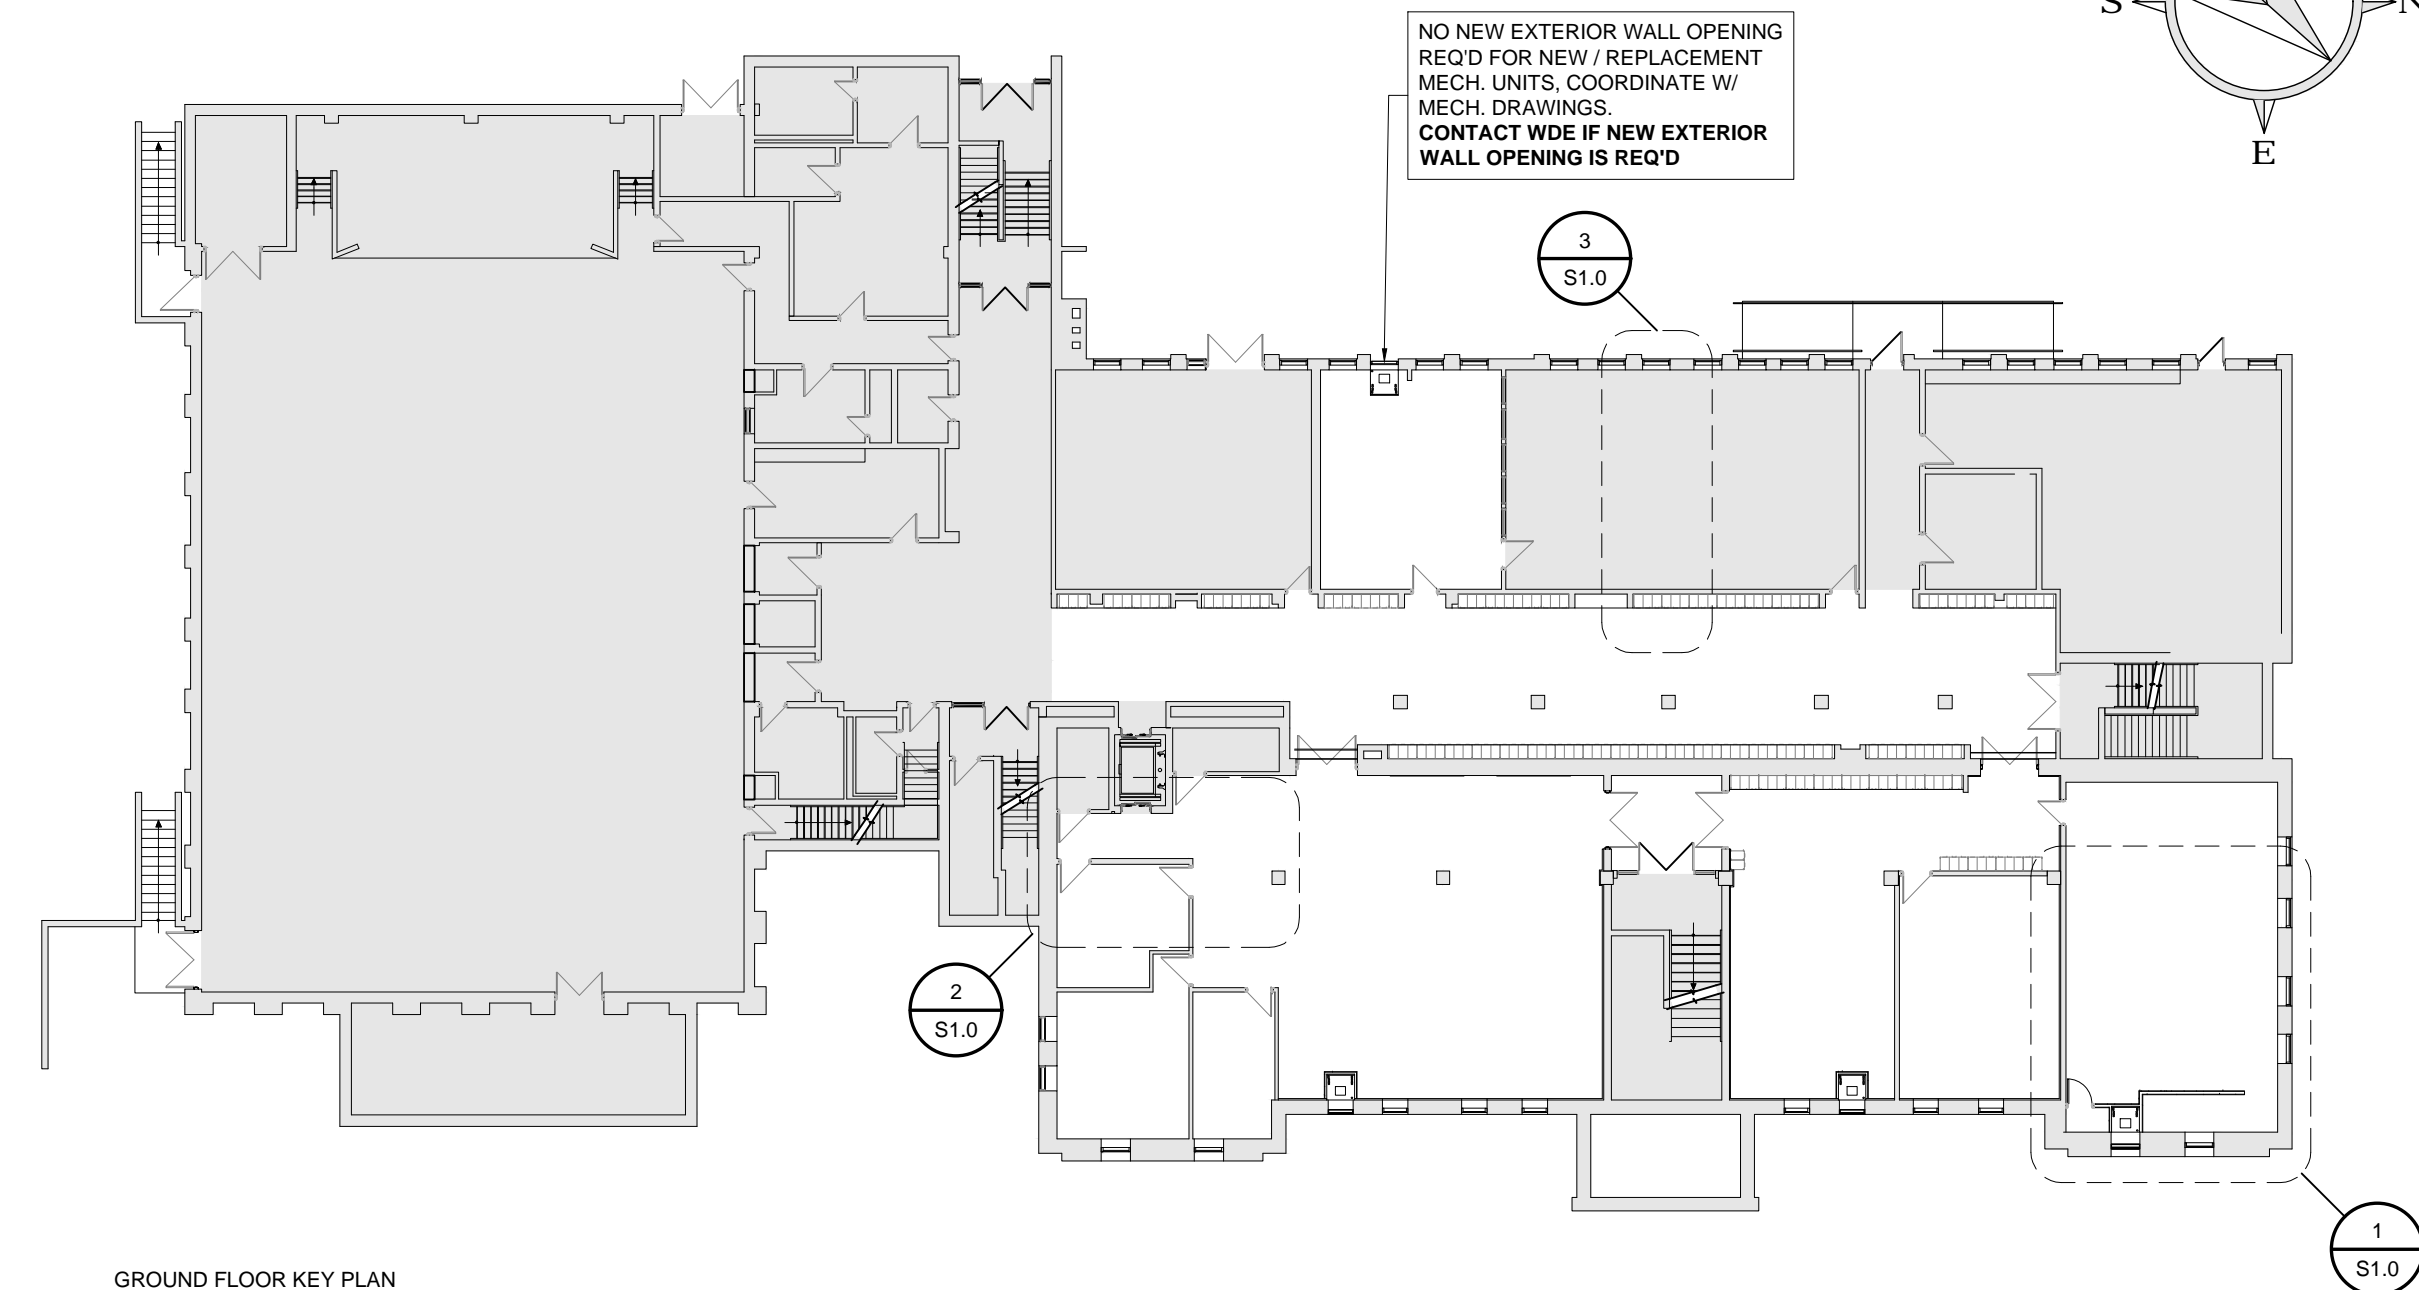 NO NEW EXTERIOR WALL OPENING
REQ'D FOR NEW / REPLACEMENT
MECH. UNITS, COORDINATE W/
MECH. DRAWINGS.
CONTACT WDE IF NEW EXTERIOR
WALL OPENING IS REQ'D
S
N
E
3
S1.0
2
S1.0
1
S1.0
GROUND FLOOR KEY PLAN